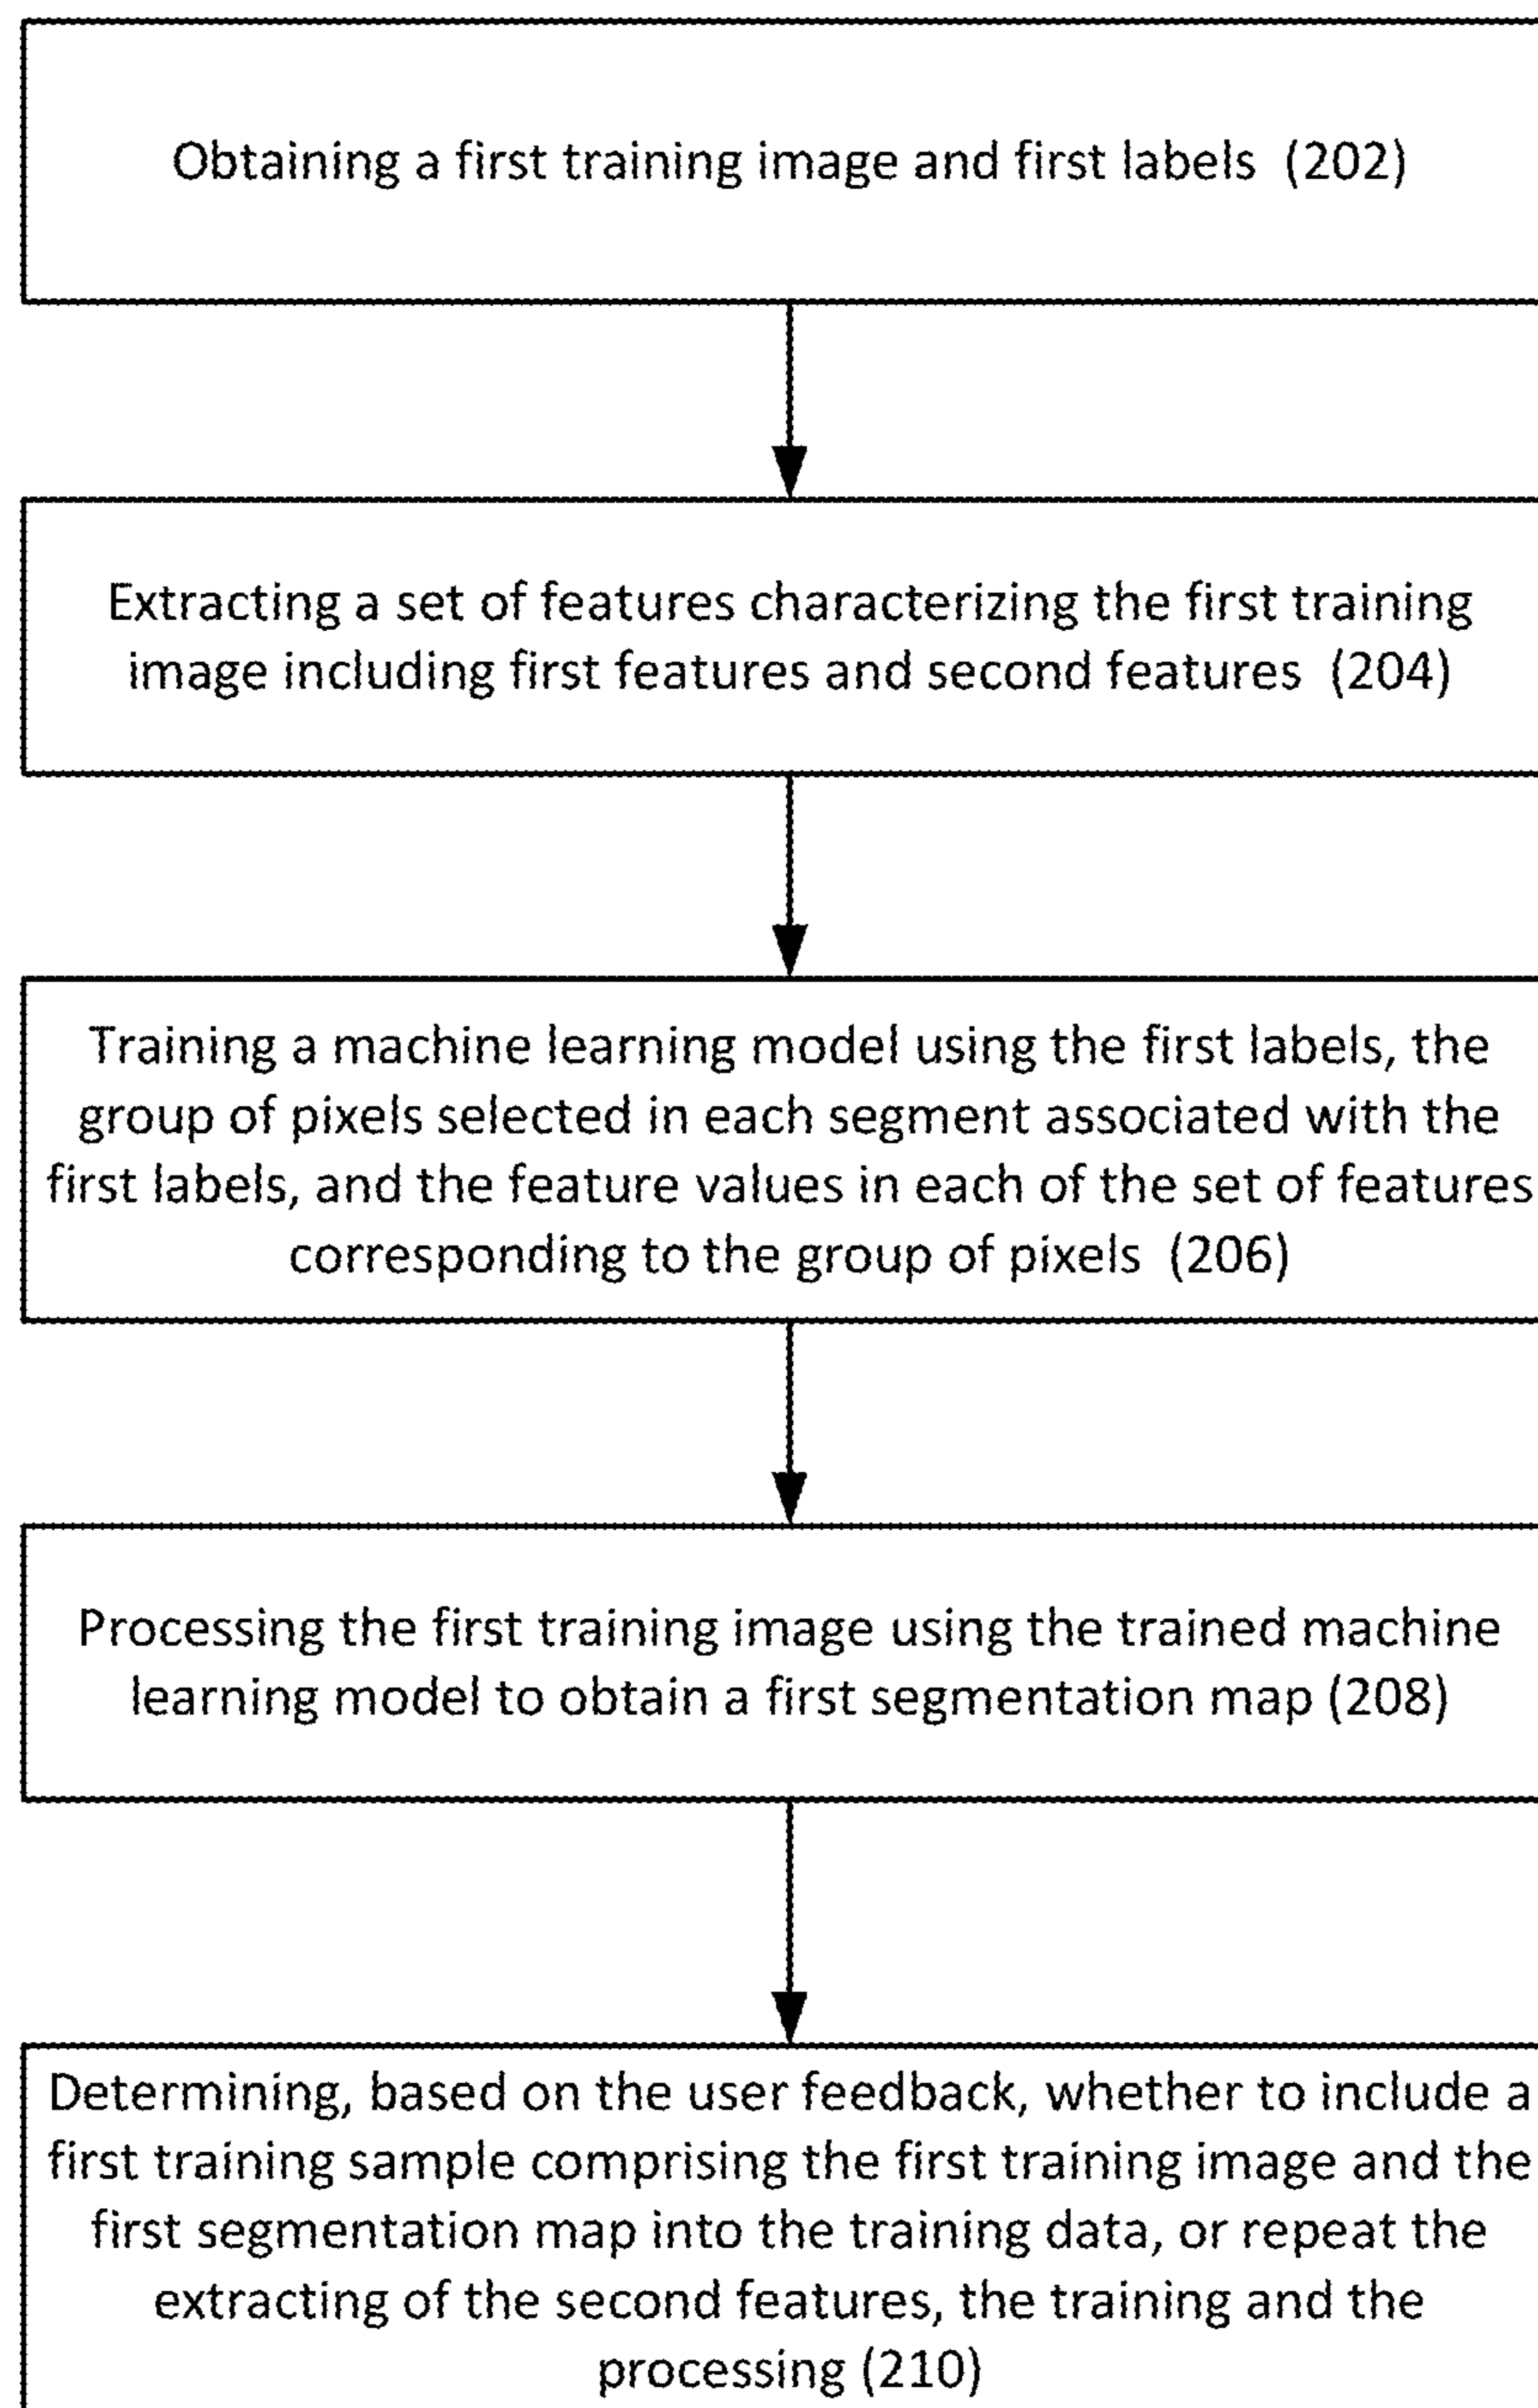 Obtaining a first training image and first labels (202)
Extracting a set of features characterizing the first training
image including first features and second features (204)
Training a machine learning model using the first labels, the
group of pixels selected in each segment associated with the
first labels, and the feature values in each of the set of features
corresponding to the group of pixels (206)
Processing the first training image using the trained machine
learning model to obtain a first segmentation map (208)
Determining, based on the user feedback, whether to include a
first training sample comprising the first training image and the
first segmentation map into the training data, or repeat the
extracting of the second features, the training and the
processing (210)